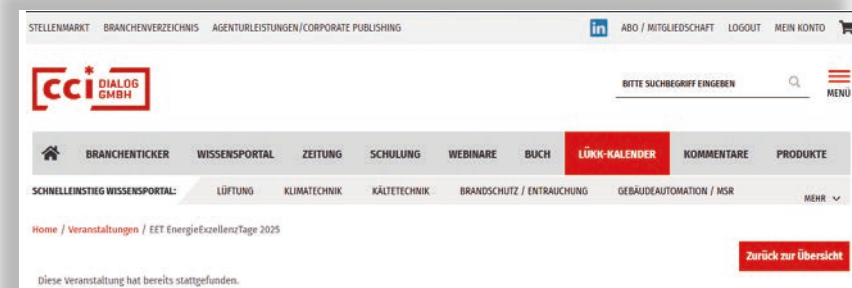 STELLENMARKT BRANCHENVERZEICHNIS AGENTURLEISTUNGEN/CORPORATE PUBLISHING in ABO / MITGLIEDSCHAFT LOGOUT MEIN KONTO
cci DIALOG GMBH
BITTE SUCHBEGRIFF EINGEBEN
MENÜ
BRANCHENTICKER WISSENSPORTAL ZEITUNG SCHULUNG WEBINARE BUCH LÜKK-KALENDER KOMMENTARE PRODUKTE
SCHNELLEINSTIEG WISSENSPORTAL: LÜFTUNG KLIMATECHNIK KÄLTETECHNIK BRANDSCHUTZ / ENTRAUCHUNG GEBÄUDEAUTOMATION / MSR MEHR
Home / Veranstaltungen / EET EnergieExzellenzTage 2025
Zurück zur Übersicht
Diese Veranstaltung hat bereits stattgefunden.